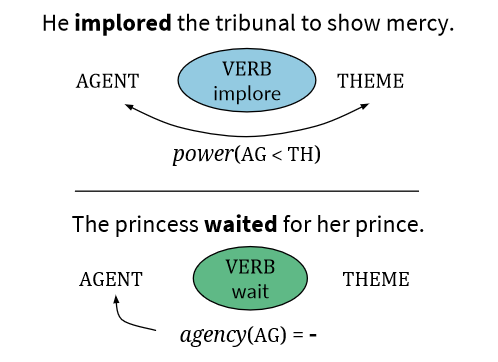 He implored the tribunal to show mercy.
AGENT VERB THEME
implore
power(AG < TH)
The princess waited for her prince.
AGENT VERB THEME
wait
agency(AG) = -